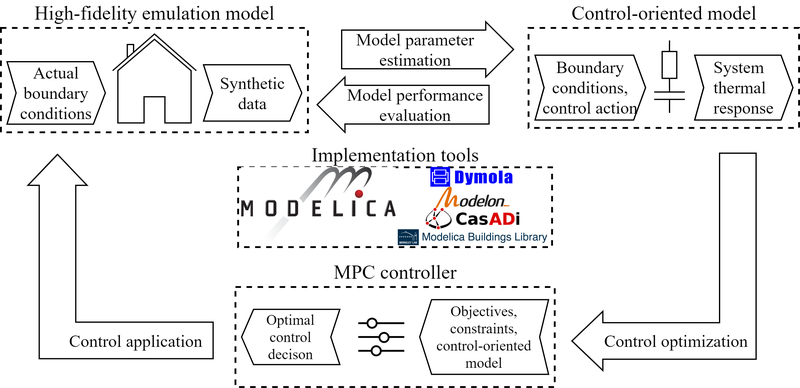 High-fidelity emulation model
Control-oriented model
Actual
boundary
conditions
Synthetic
data
Model parameter
estimation
Model performance
evaluation
Boundary
conditions,
control action
System
thermal
response
Implementation tools
MODELICA
Dymola
Modelon
CasADi
Modelica Buildings Library
MPC controller
Control application
Optimal
control
decison
Objectives,
constraints,
control-oriented
model
Control optimization